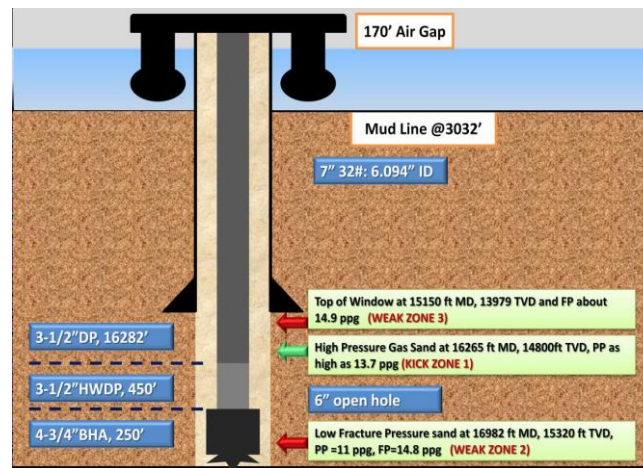 170' Air Gap
Mud Line @3032'
7" 32#: 6.094" ID
Top of Window at 15150 ft MD, 13979 TVD and FP about
14.9 ppg (WEAK ZONE 3)
3-1/2"DP, 16282'
High Pressure Gas Sand at 16265 ft MD, 14800ft TVD, PP as
high as 13.7 ppg (KICK ZONE 1)
3-1/2"HWDP, 450'
6" open hole
4-3/4"BHA, 250'
Low Fracture Pressure sand at 16982 ft MD, 15320 ft TVD,
PP =11 ppg, FP=14.8 ppg (WEAK ZONE 2)